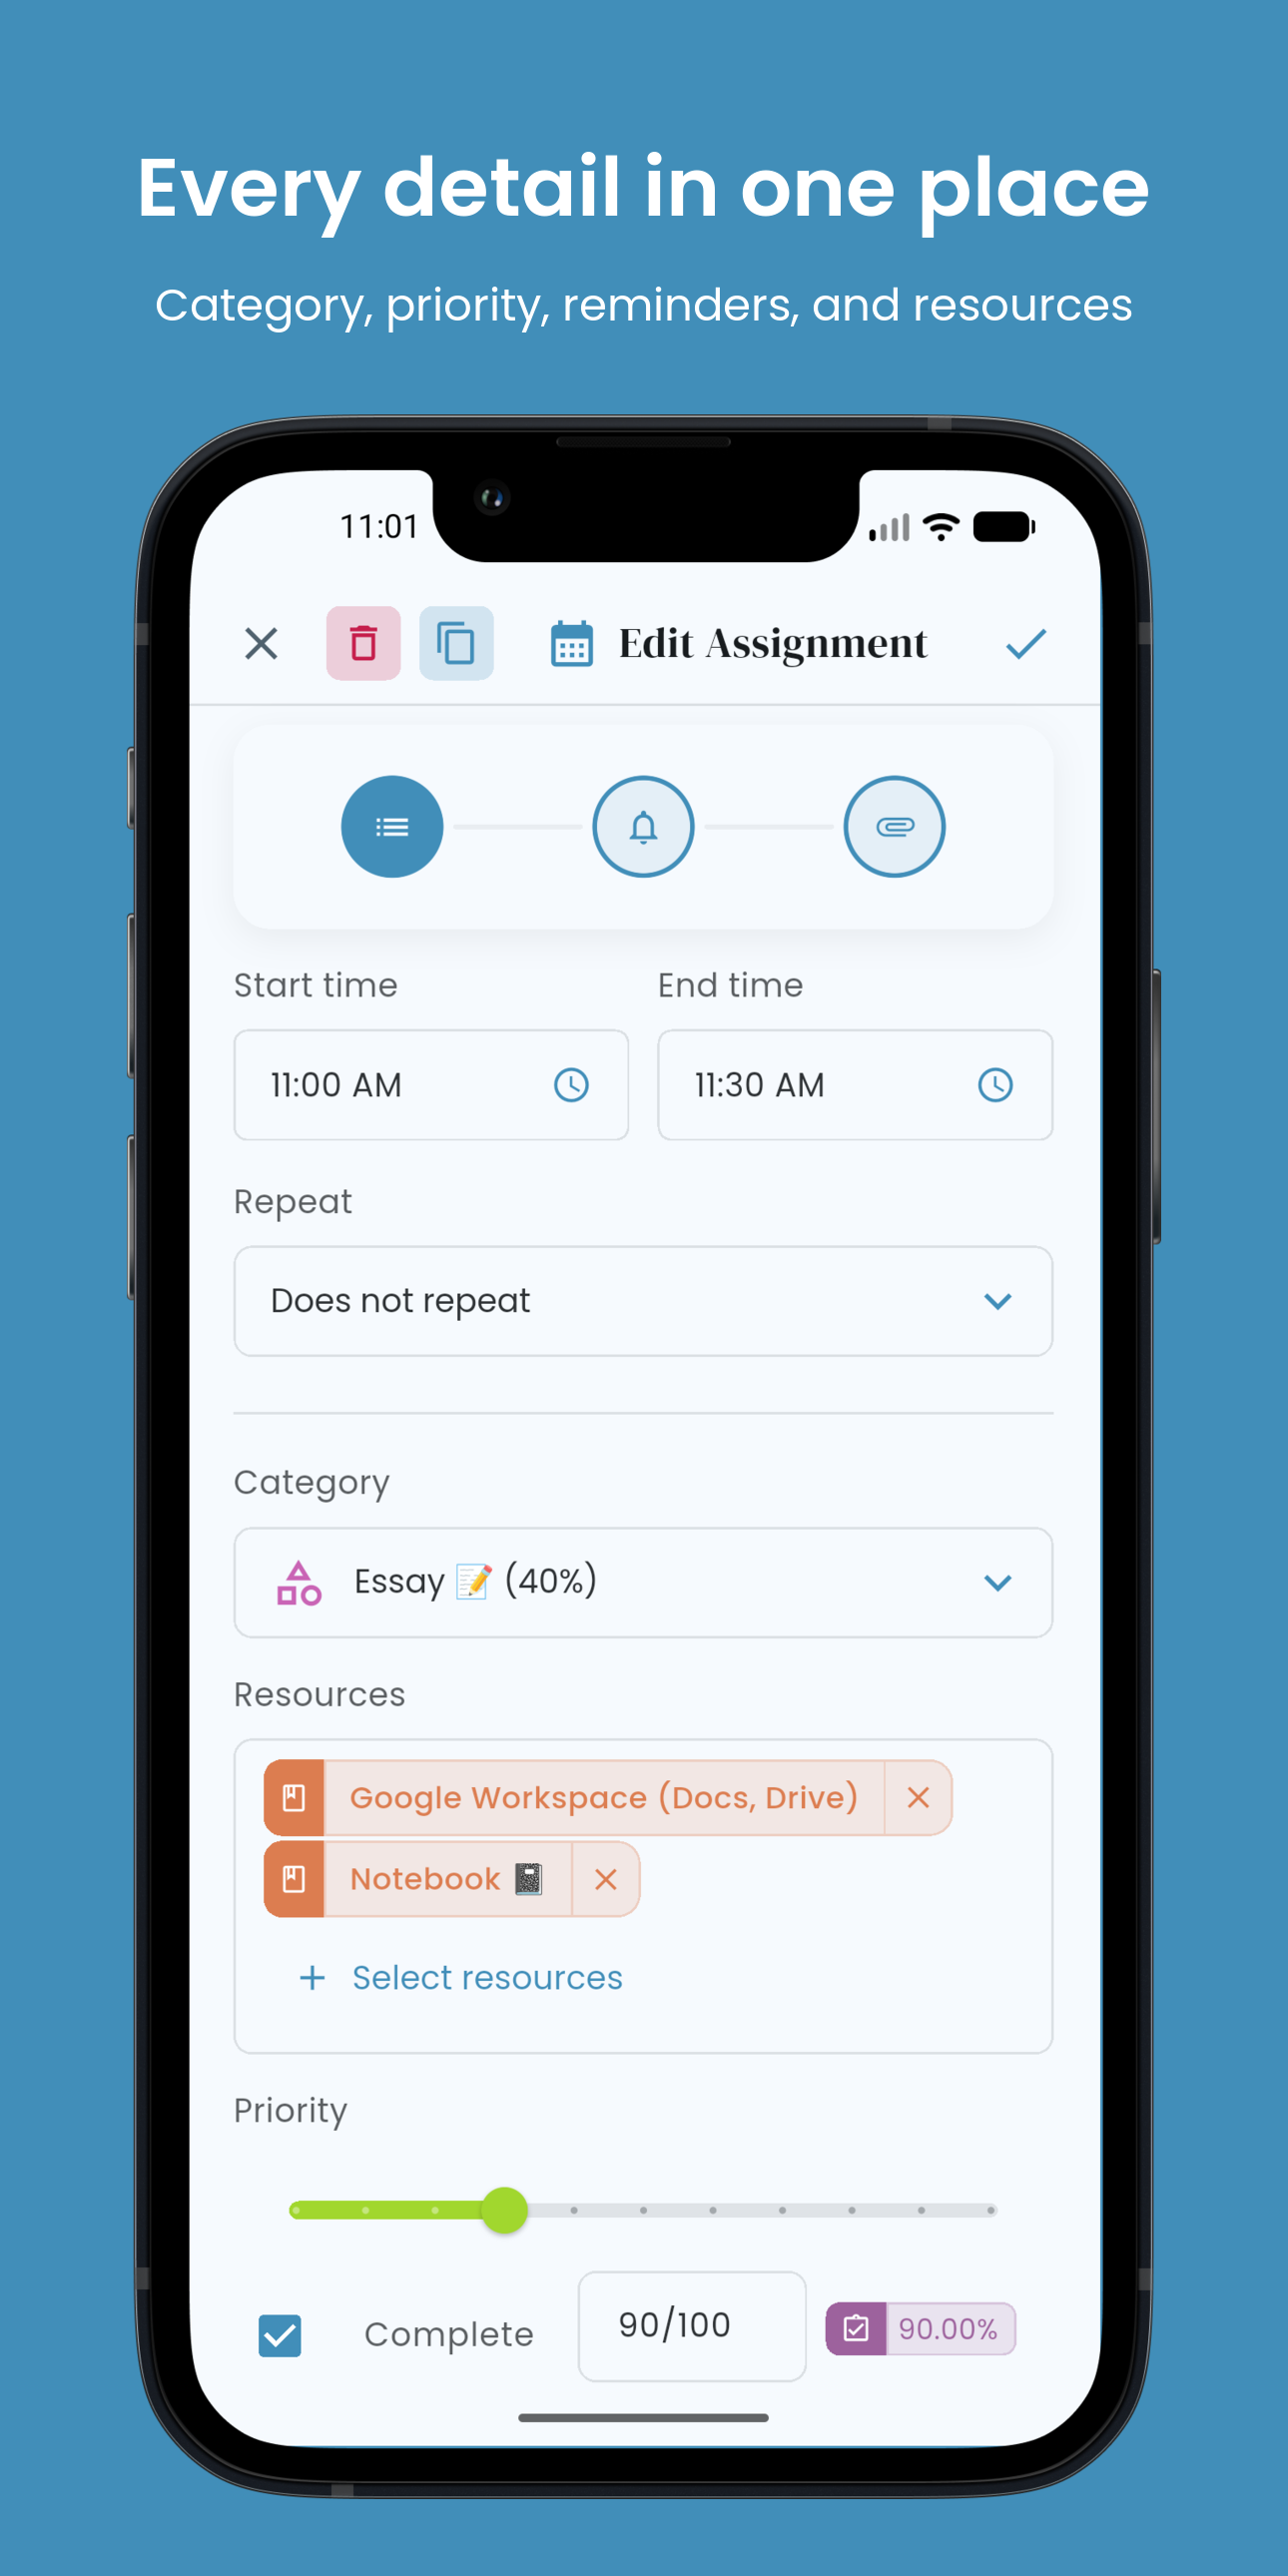 Every detail in one place
Category, priority, reminders, and resources
11:01
Edit Assignment
Start time End time
11:00 AM 11:30 AM
Repeat
Does not repeat
Category
Essay 📝 (40%)
Resources
Google Workspace (Docs, Drive)
Notebook 📓
+ Select resources
Priority
Complete 90/100 90.00%